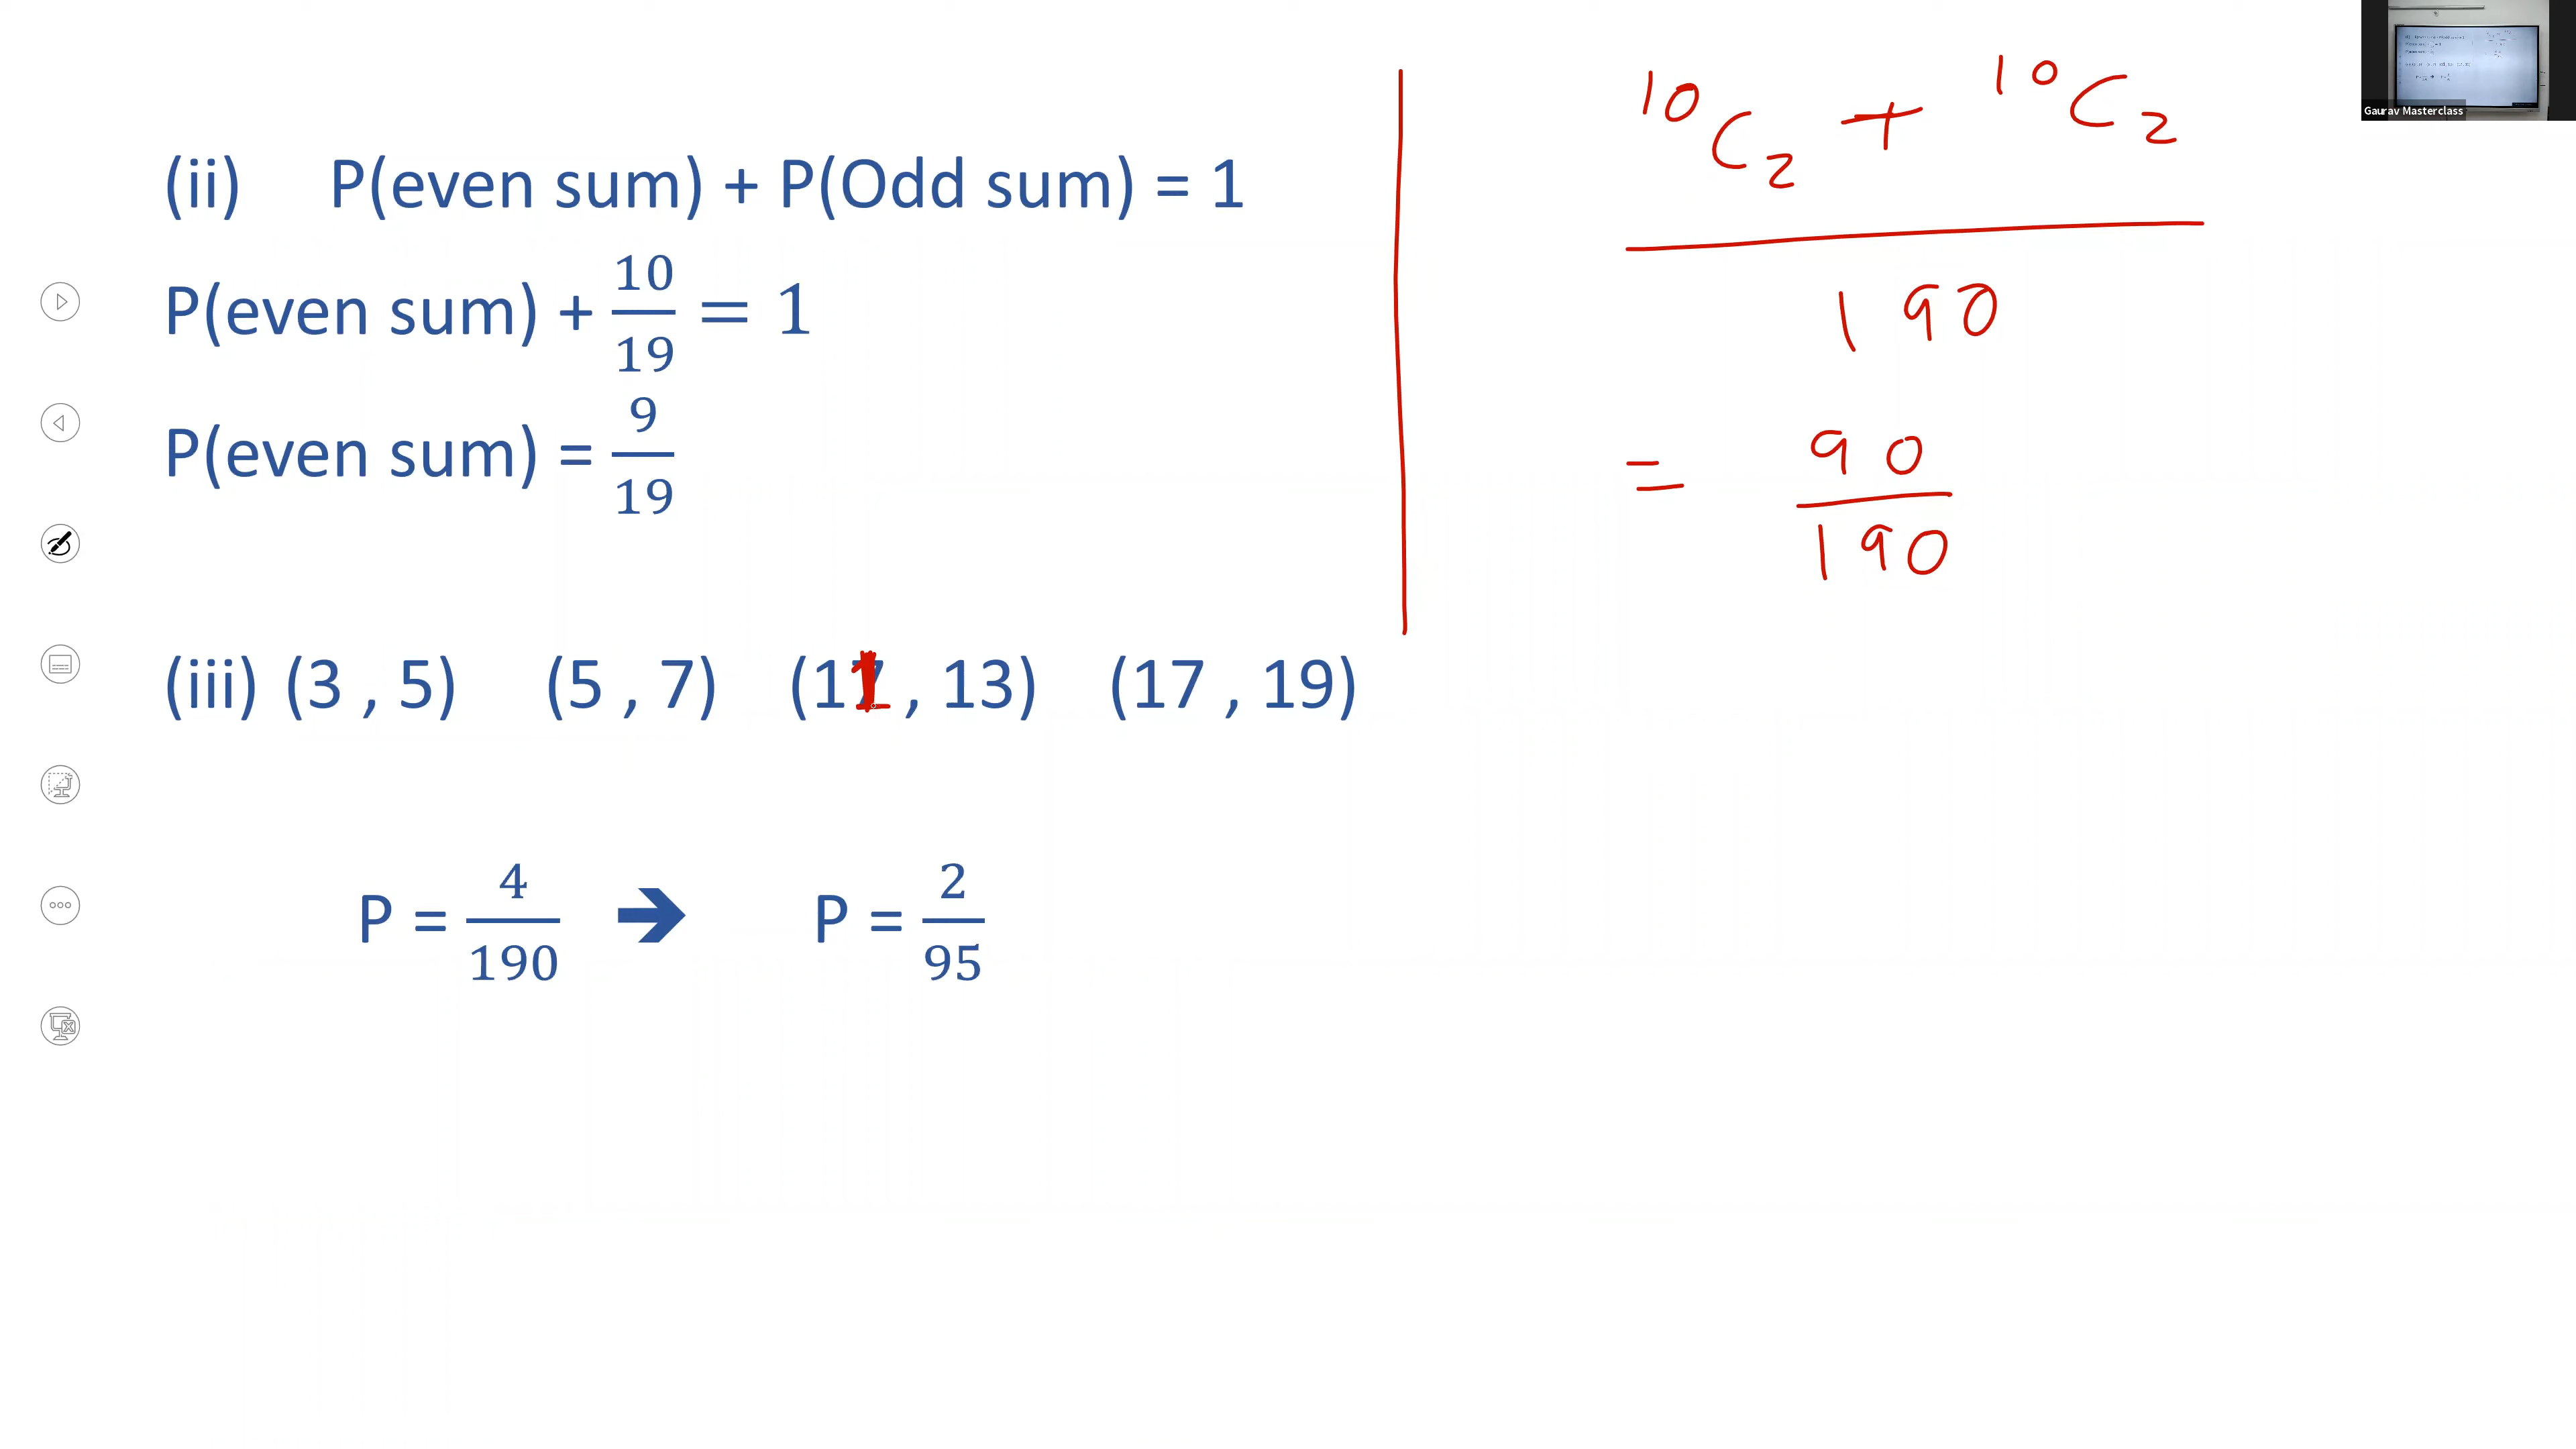 (ii) P(even sum) + P(Odd sum) = 1
P(even sum) + 10/19 = 1
P(even sum) = 9/19
(iii) (3 , 5) (5 , 7) (11 , 13) (17 , 19)
P = 4/190 ➔ P = 2/95
¹⁰C₂ + ¹⁰C₂
190
= 90/190
Gaurav Masterclass